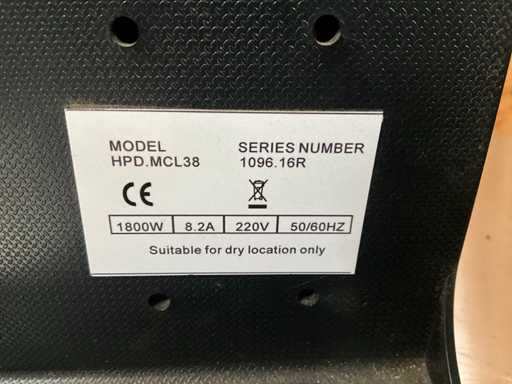 MODEL SERIES NUMBER
HPD.MCL38 1096.16R
CE
1800W 8.2A 220V 50/60HZ
Suitable for dry location only